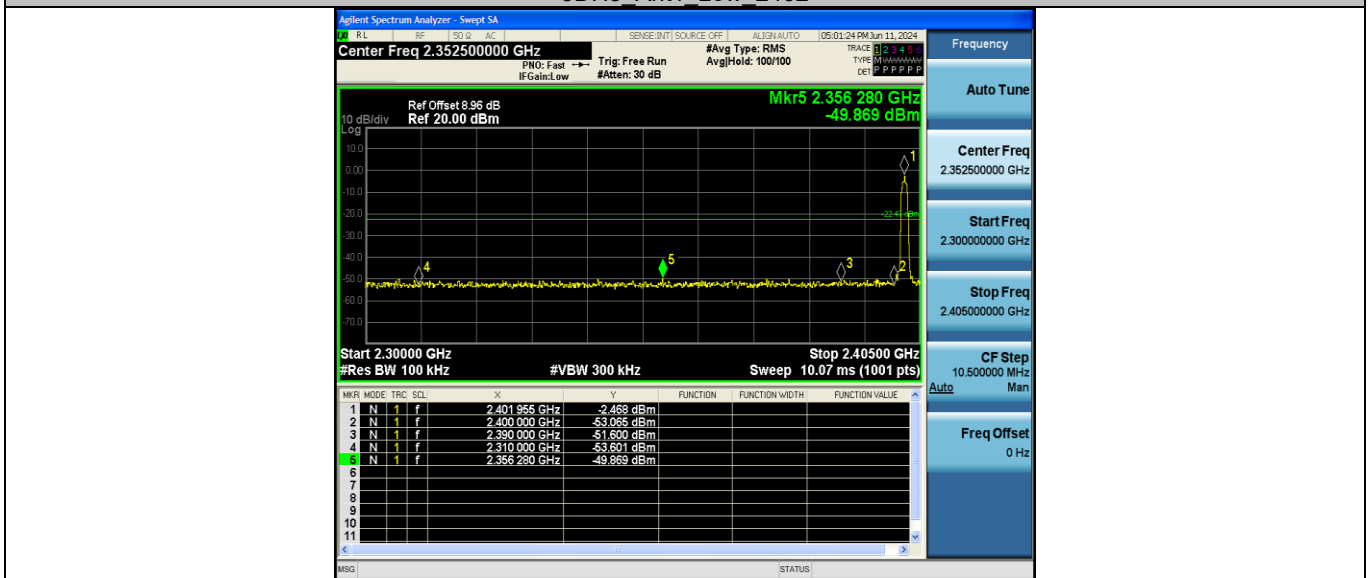 Agilent Spectrum Analyzer - Swept SA
RL RF 50 Ω AC SENSE:INT SOURCE OFF ALIGNAUTO 05:01:24 PM Jun 11, 2024
Center Freq 2.352500000 GHz
PNO: Fast
IFGain:Low
Trig: Free Run
#Atten: 30 dB
#Avg Type: RMS
Avg|Hold: 100/100
TRACE 1 2 3 4 5 6
TYPE M
DET P P P P P P
Mkr5 2.356 280 GHz
-49.869 dBm
Ref Offset 8.96 dB
10 dB/div Ref 20.00 dBm
Log
10.0
0.00
-10.0
-20.0
-30.0
-40.0
-50.0
-60.0
-70.0
1
2
3
4
5
Start 2.30000 GHz Stop 2.40500 GHz
#Res BW 100 kHz #VBW 300 kHz Sweep 10.07 ms (1001 pts)
MKR MODE TRC SCL X Y FUNCTION FUNCTION WIDTH FUNCTION VALUE
1 N 1 f 2.401 955 GHz -2.468 dBm
2 N 1 f 2.400 000 GHz -53.065 dBm
3 N 1 f 2.390 000 GHz -51.600 dBm
4 N 1 f 2.310 000 GHz -53.601 dBm
5 N 1 f 2.356 280 GHz -49.869 dBm
6
7
8
9
10
11
MSG STATUS
Frequency
Auto Tune
Center Freq
2.352500000 GHz
Start Freq
2.300000000 GHz
Stop Freq
2.405000000 GHz
CF Step
10.500000 MHz
Auto Man
Freq Offset
0 Hz